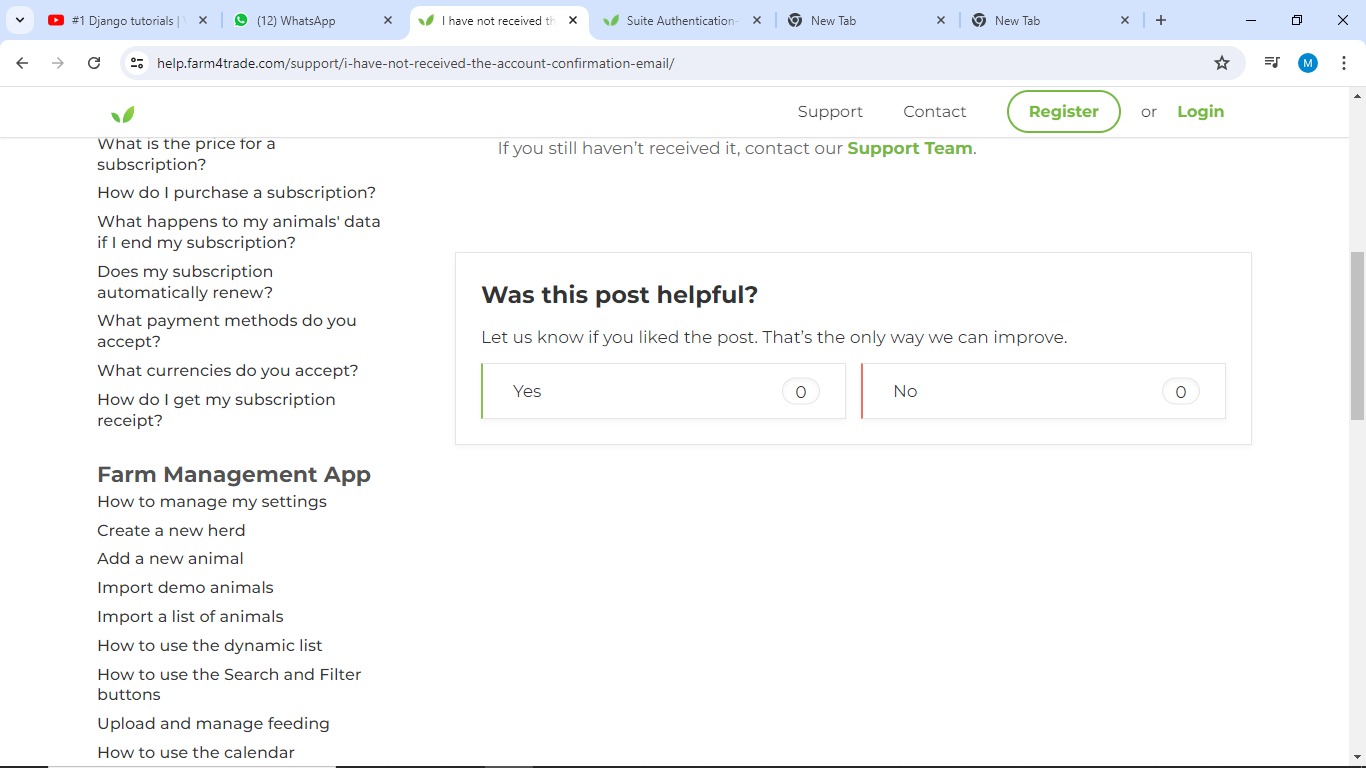 #1 Django tutorials |
(12) WhatsApp
I have not received th
Suite Authentication-
New Tab
New Tab
help.farm4trade.com/support/i-have-not-received-the-account-confirmation-email/
M
Support
Contact
Register
or
Login
What is the price for a
subscription?
How do I purchase a subscription?
What happens to my animals' data
if I end my subscription?
Does my subscription
automatically renew?
What payment methods do you
accept?
What currencies do you accept?
How do I get my subscription
receipt?
Farm Management App
How to manage my settings
Create a new herd
Add a new animal
Import demo animals
Import a list of animals
How to use the dynamic list
How to use the Search and Filter
buttons
Upload and manage feeding
How to use the calendar
If you still haven’t received it, contact our Support Team.
Was this post helpful?
Let us know if you liked the post. That’s the only way we can improve.
Yes
0
No
0